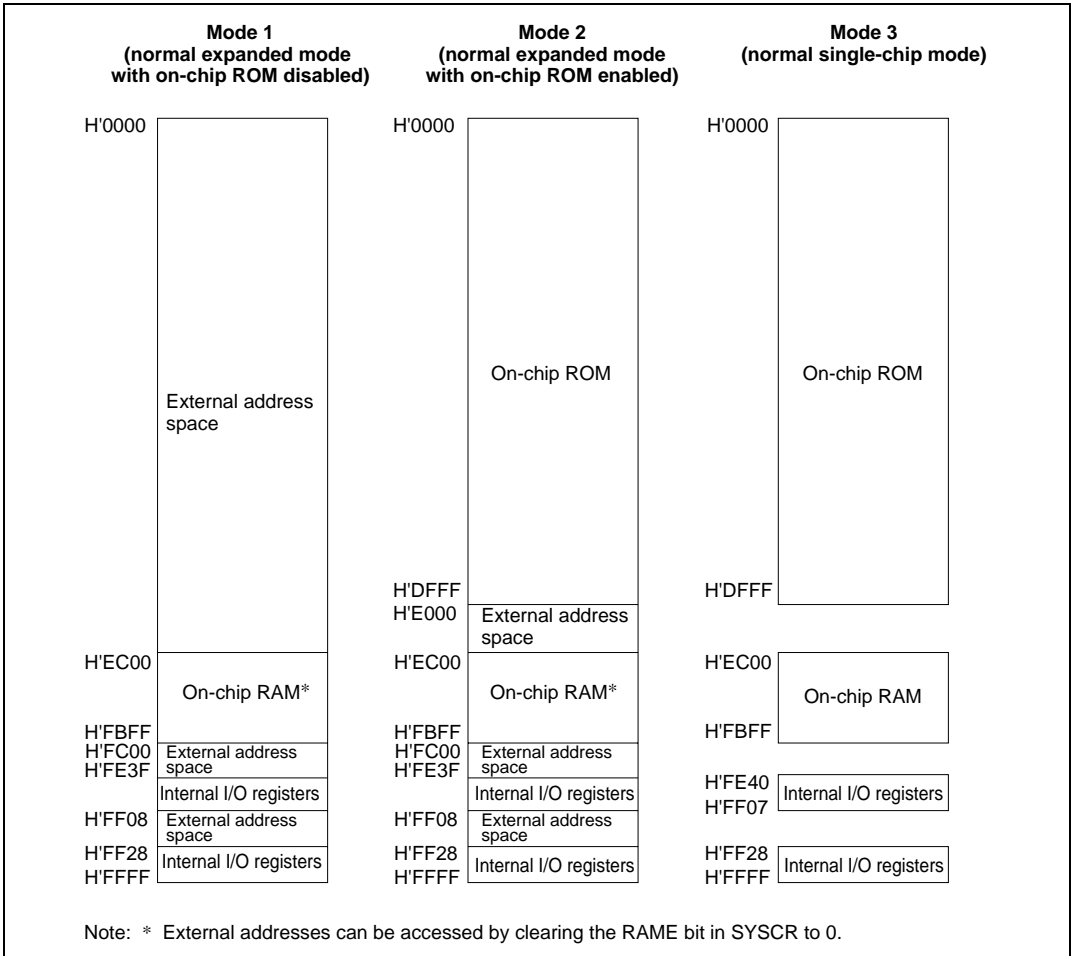 Mode 1
(normal expanded mode
with on-chip ROM disabled)
H'0000
External address
space
H'EC00
On-chip RAM*
H'FBFF
H'FC00
External address
space
H'FE3F
Internal I/O registers
H'FF08
External address
space
H'FF28
Internal I/O registers
H'FFFF
Mode 2
(normal expanded mode
with on-chip ROM enabled)
H'0000
On-chip ROM
H'DFFF
H'E000
External address
space
H'EC00
On-chip RAM*
H'FBFF
H'FC00
External address
space
H'FE3F
Internal I/O registers
H'FF08
External address
space
H'FF28
Internal I/O registers
H'FFFF
Mode 3
(normal single-chip mode)
H'0000
On-chip ROM
H'DFFF
H'EC00
On-chip RAM
H'FBFF
H'FE40
Internal I/O registers
H'FF07
H'FF28
Internal I/O registers
H'FFFF
Note: * External addresses can be accessed by clearing the RAME bit in SYSCR to 0.